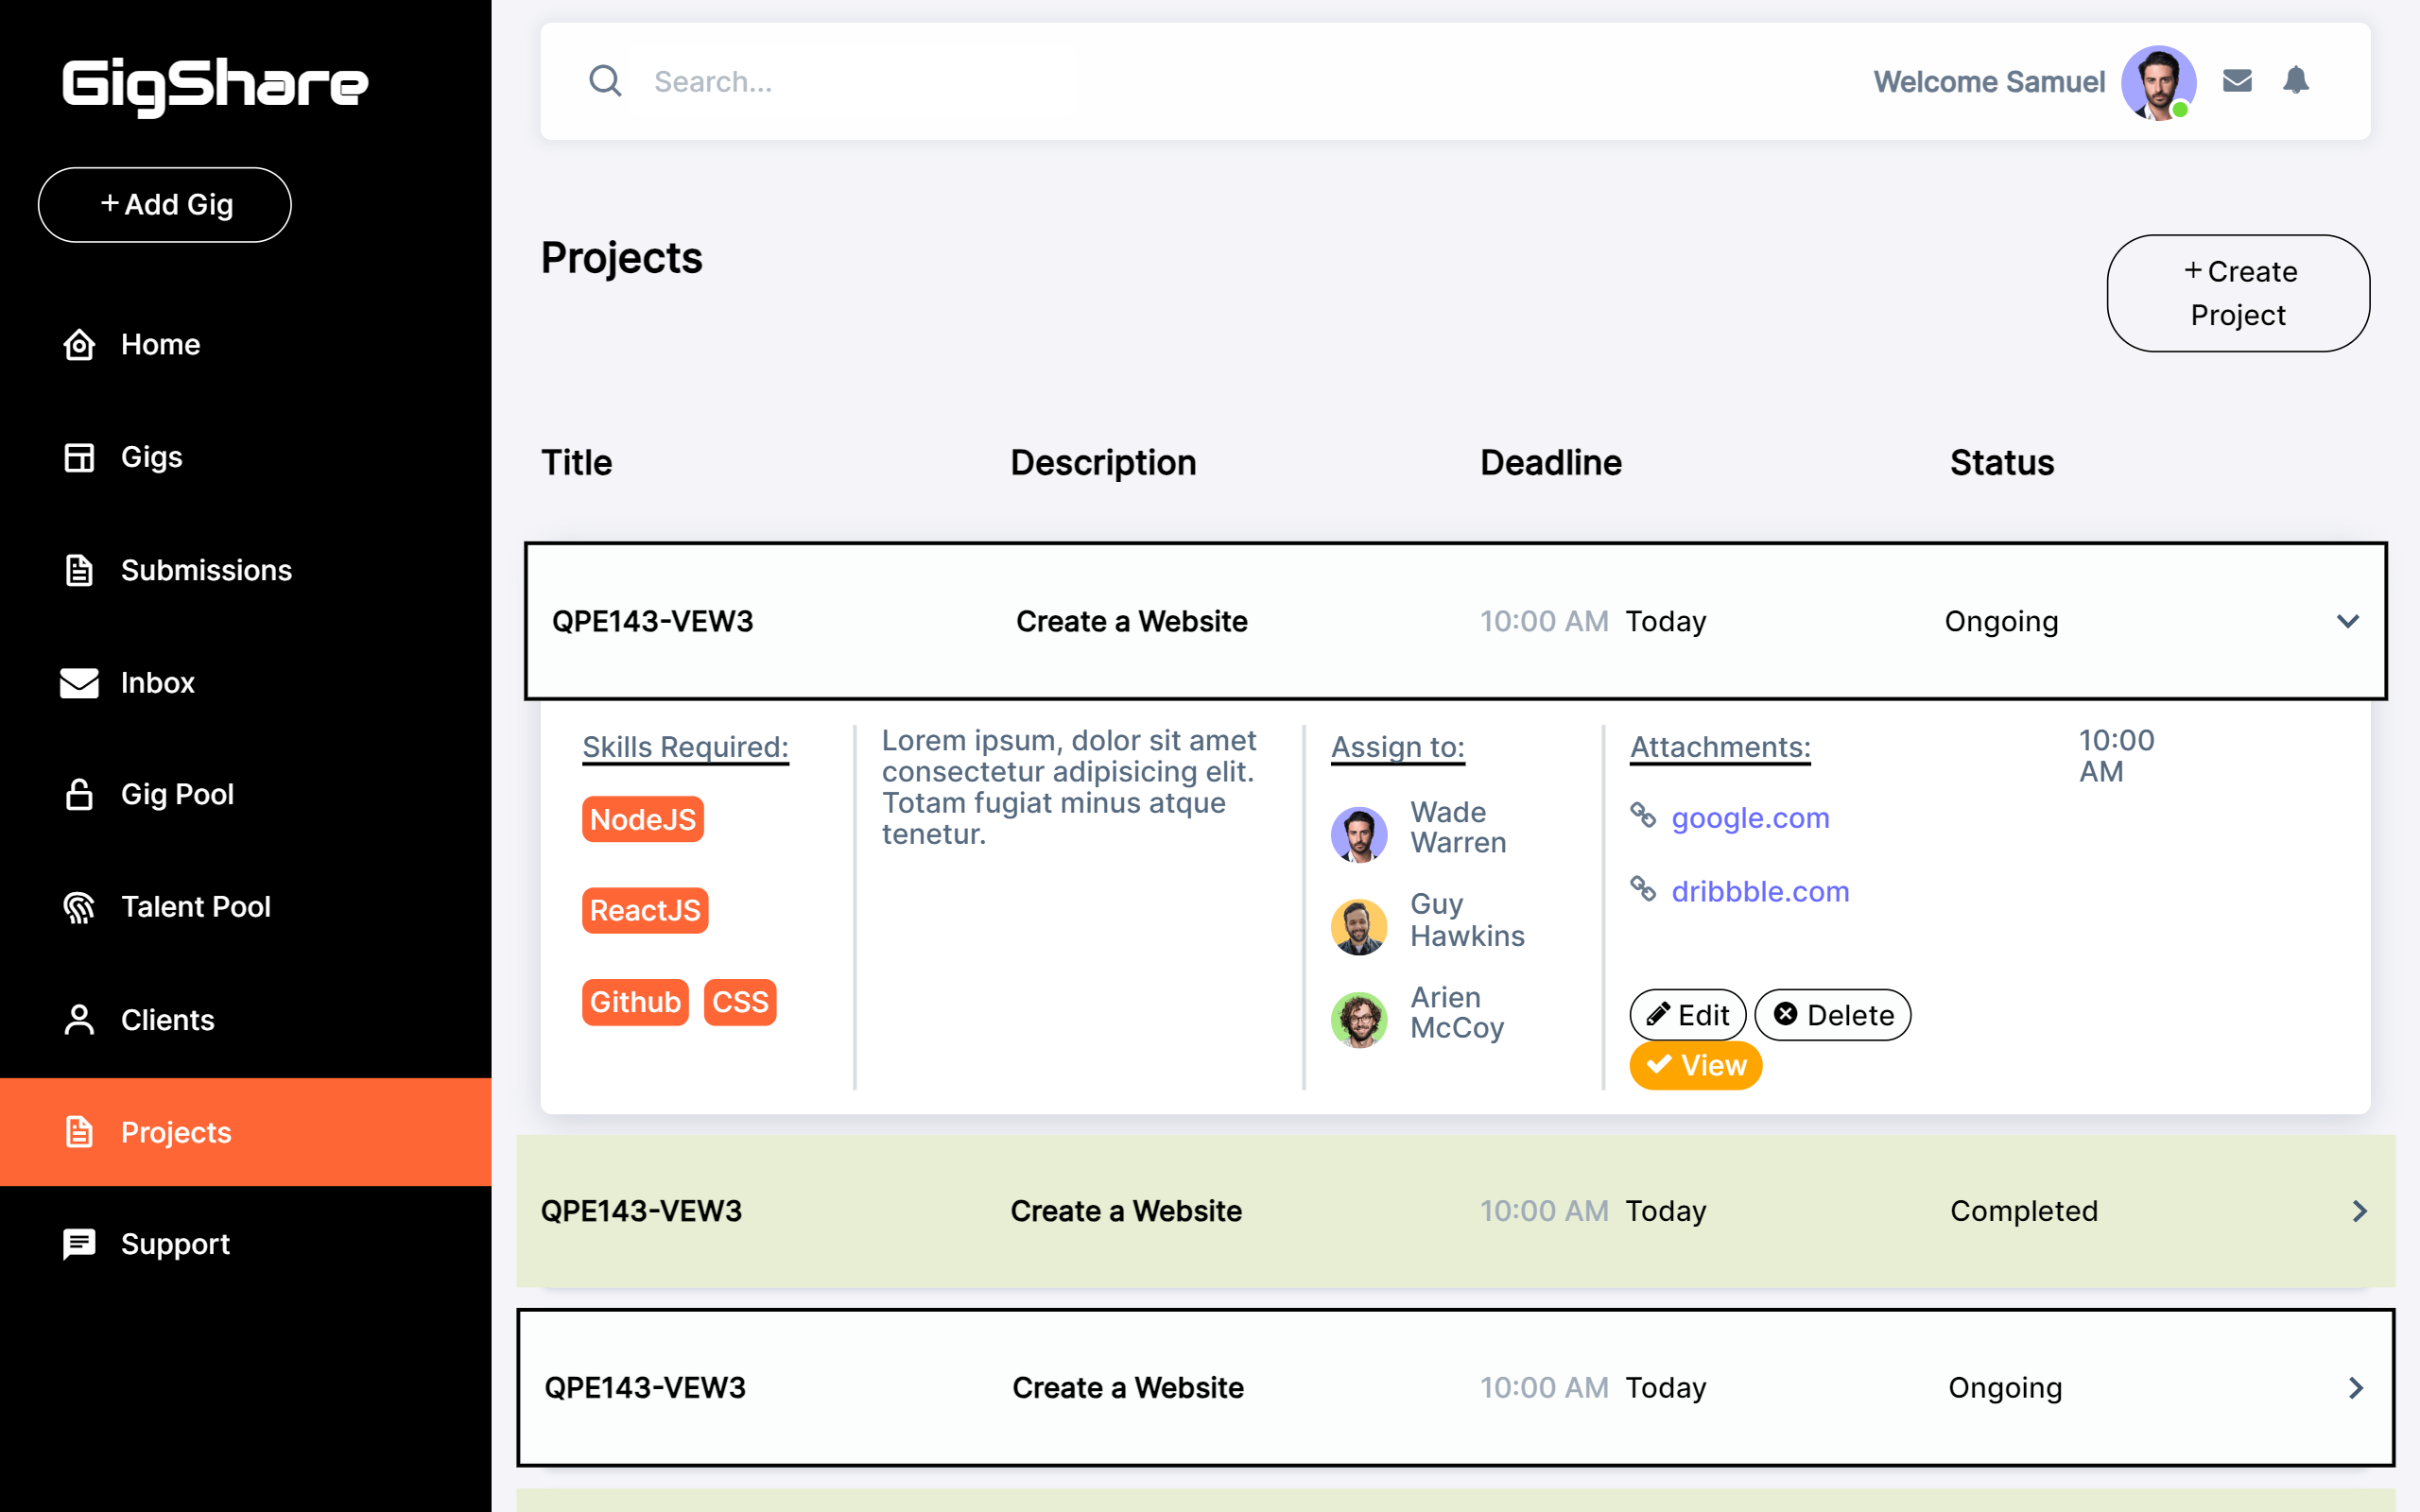 GigShare
+ Add Gig
Home
Gigs
Submissions
Inbox
Gig Pool
Talent Pool
Clients
Projects
Support
Search...
Welcome Samuel
Projects
+ Create
Project
Title Description Deadline Status
QPE143-VEW3 Create a Website 10:00 AM Today Ongoing
Skills Required:
NodeJS
ReactJS
Github CSS
Lorem ipsum, dolor sit amet
consectetur adipisicing elit.
Totam fugiat minus atque
tenetur.
Assign to:
Wade
Warren
Guy
Hawkins
Arien
McCoy
Attachments:
google.com
dribbble.com
Edit Delete
View
10:00
AM
QPE143-VEW3 Create a Website 10:00 AM Today Completed
QPE143-VEW3 Create a Website 10:00 AM Today Ongoing